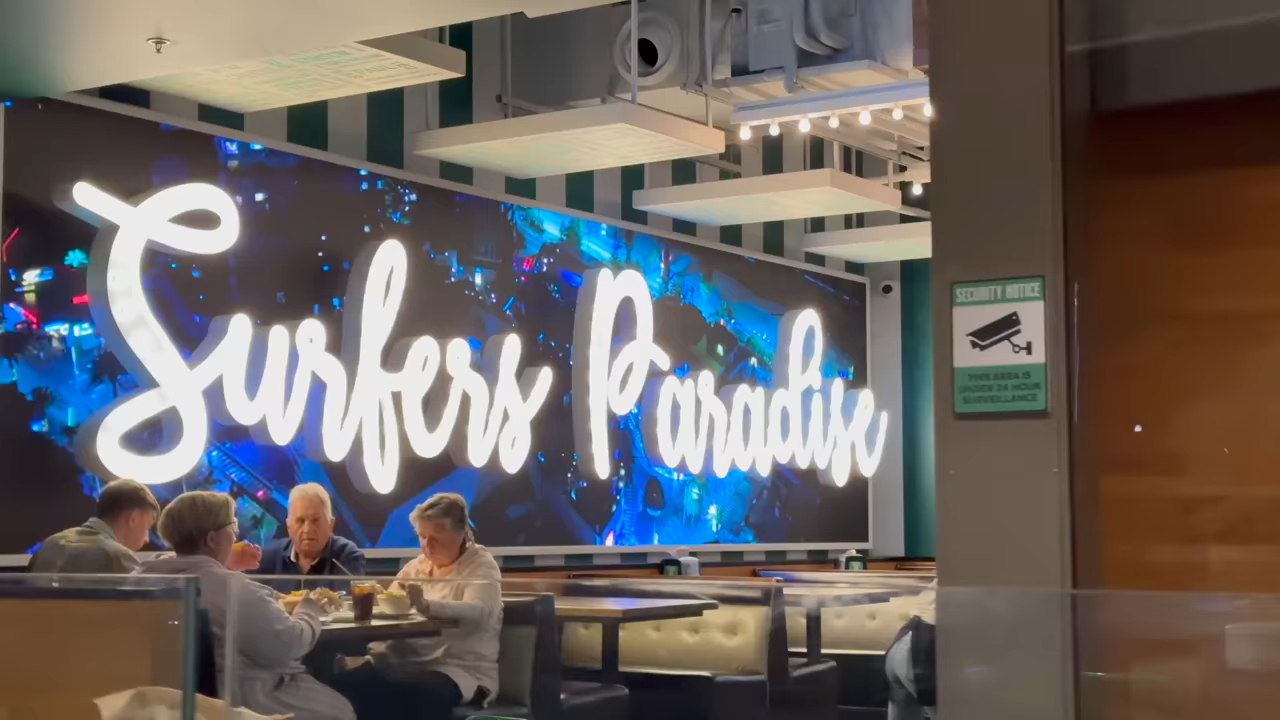 Surfers Paradise
SECURITY NOTICE
THIS AREA IS
UNDER 24 HOUR
SURVEILLANCE